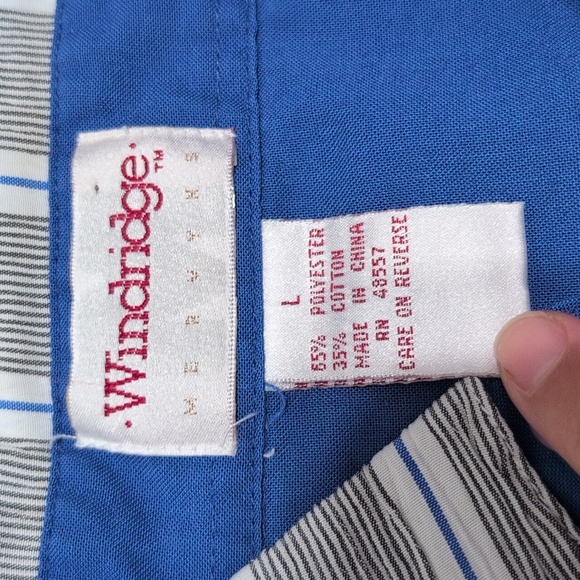 ·Windridge·™
MERVYNS
L
65% POLYESTER
35% COTTON
MADE IN CHINA
RN 48557
CARE ON REVERSE